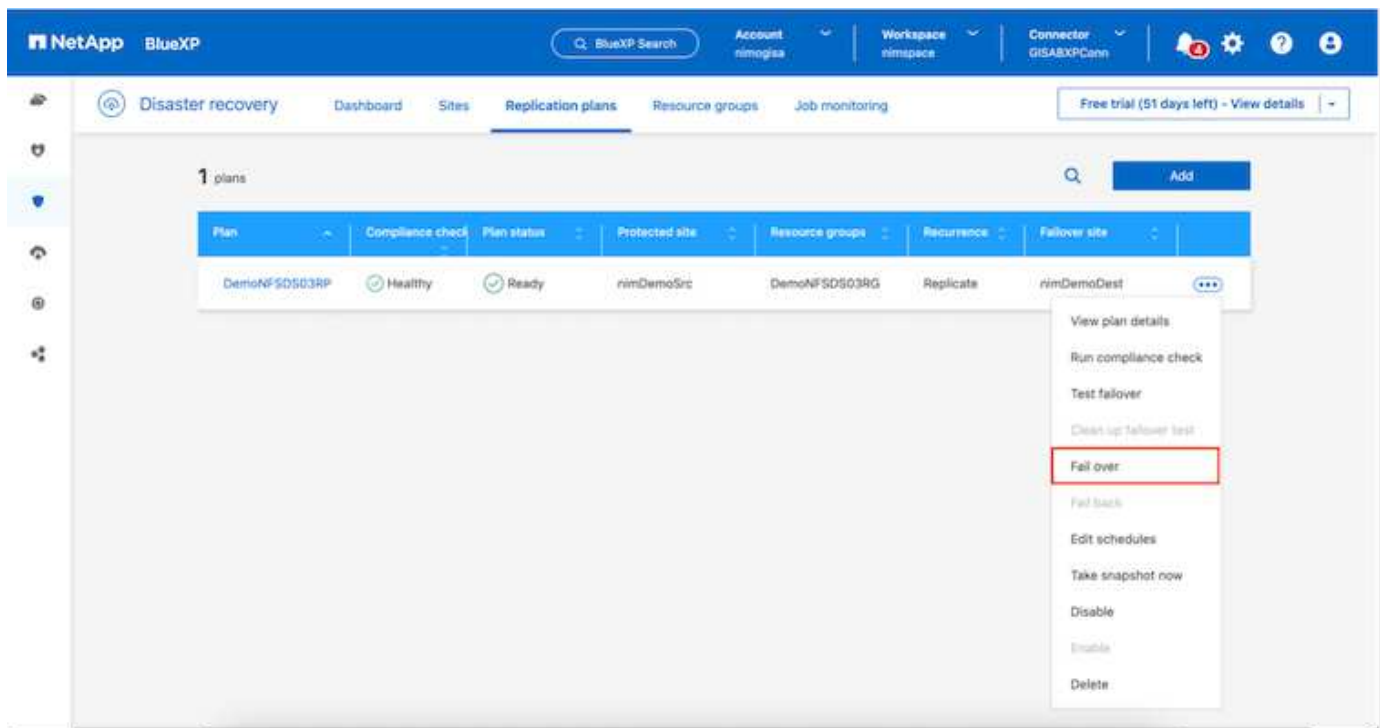 NetApp BlueXP
BlueXP Search
Account
nimogisa
Workspace
nimspace
Connector
GISABXPConn
4
Disaster recovery Dashboard Sites Replication plans Resource groups Job monitoring Free trial (51 days left) - View details
1 plans
Add
Plan Compliance check Plan status Protected site Resource groups Recurrence Failover site
DemoNFSDS03RP Healthy Ready nimDemoSrc DemoNFSDS03RG Replicate nimDemoDest
View plan details
Run compliance check
Test failover
Clean up failover test
Fail over
Fail back
Edit schedules
Take snapshot now
Disable
Enable
Delete